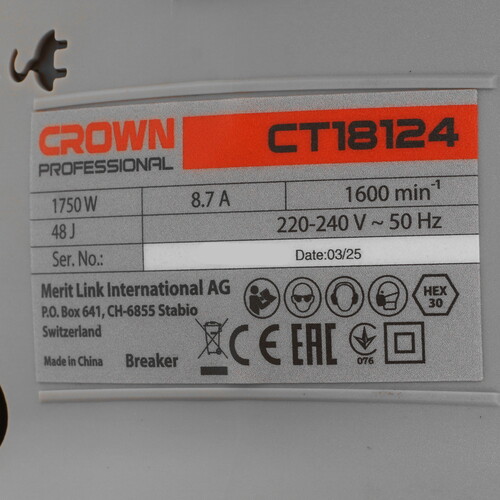 CROWN CT18124
PROFESSIONAL
1750 W 8.7 A 1600 min⁻¹
48 J 220-240 V ~ 50 Hz
Ser. No.: Date:03/25
Merit Link International AG
P.O. Box 641, CH-6855 Stabio
Switzerland
HEX
30
Made in China Breaker
CE EAC 076